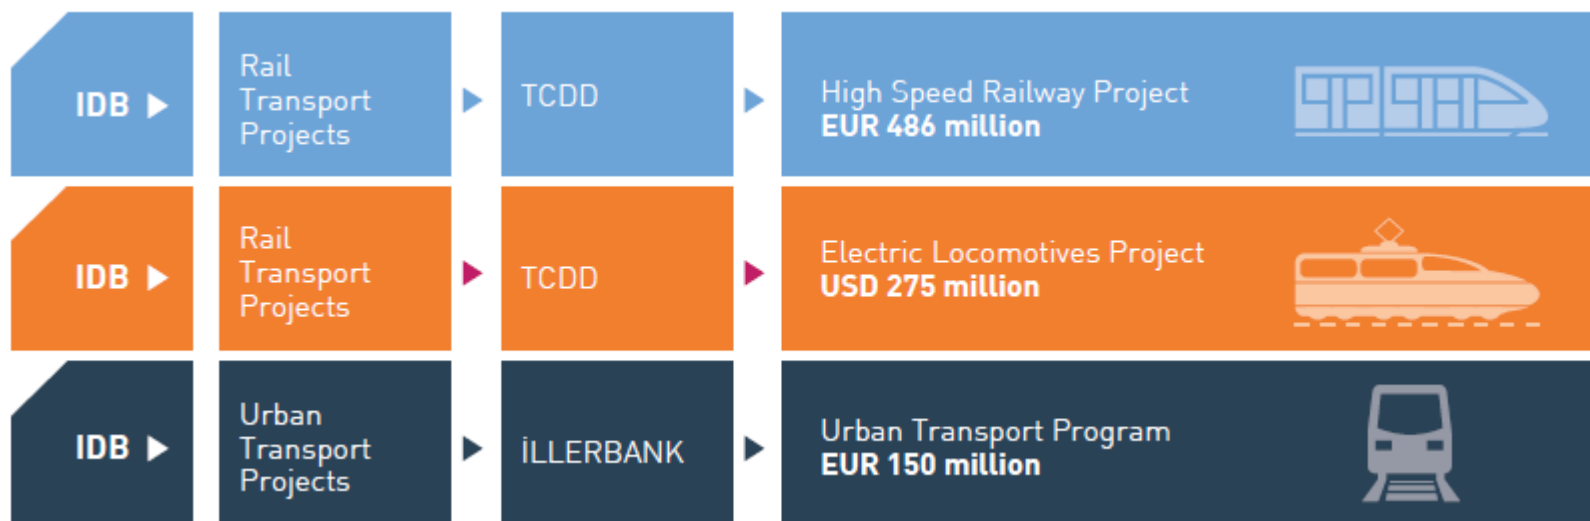 IDB
Rail
Transport
Projects
TCDD
High Speed Railway Project
EUR 486 million
IDB
Rail
Transport
Projects
TCDD
Electric Locomotives Project
USD 275 million
IDB
Urban
Transport
Projects
İLLERBANK
Urban Transport Program
EUR 150 million